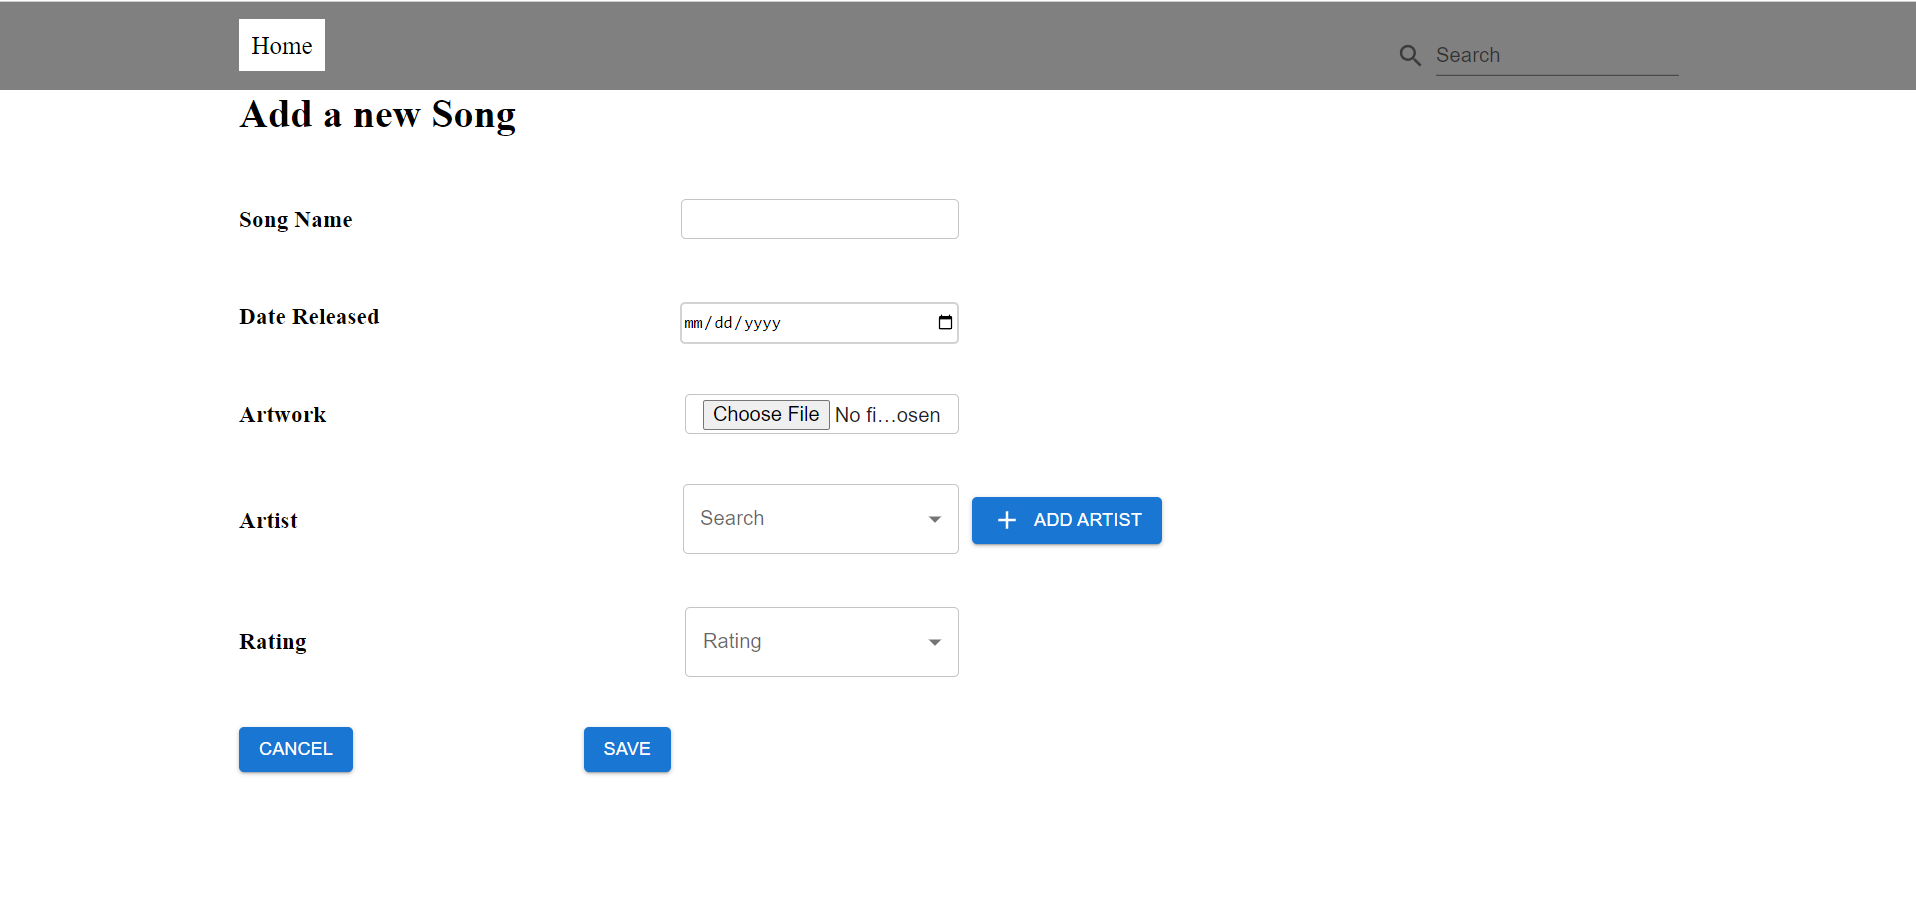 Home
Search
Add a new Song
Song Name
Date Released
mm/dd/yyyy
Artwork
Choose File No fi...osen
Artist
Search
ADD ARTIST
Rating
Rating
CANCEL
SAVE